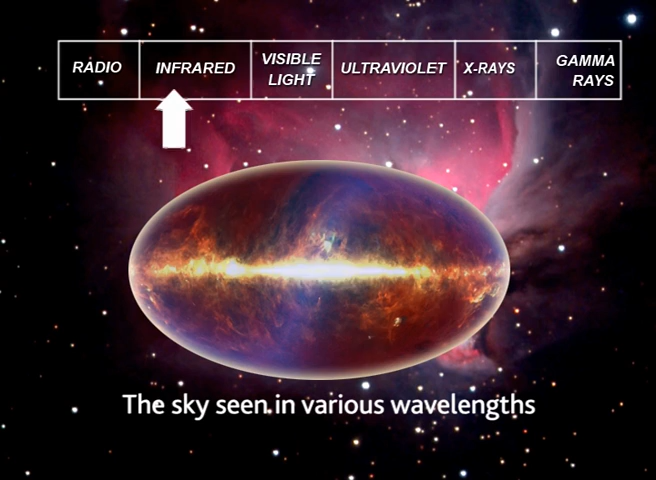 RADIO INFRARED VISIBLE LIGHT ULTRAVIOLET X-RAYS GAMMA RAYS
The sky seen in various wavelengths